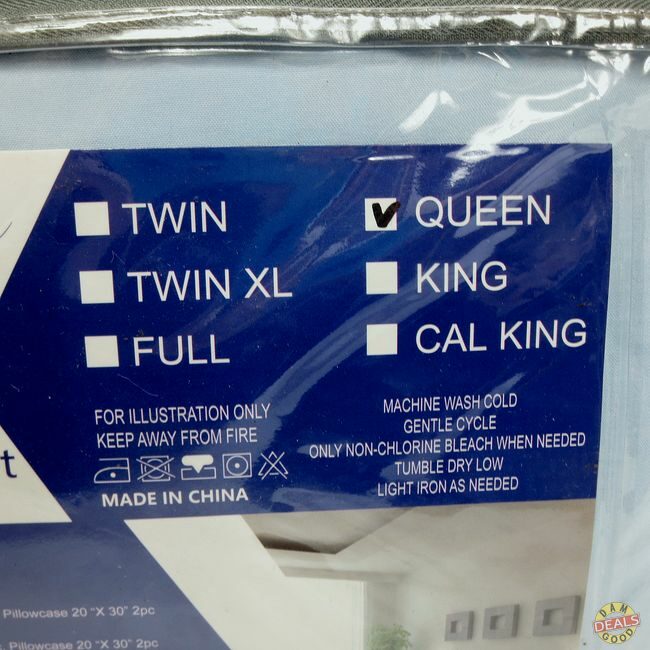 TWIN
QUEEN
TWIN XL
KING
FULL
CAL KING
FOR ILLUSTRATION ONLY
KEEP AWAY FROM FIRE
MADE IN CHINA
MACHINE WASH COLD
GENTLE CYCLE
ONLY NON-CHLORINE BLEACH WHEN NEEDED
TUMBLE DRY LOW
LIGHT IRON AS NEEDED
t
Pillowcase 20 "X 30" 2pc
: Pillowcase 20 "X 30" 2pc
DAM
DEALS
GOOD